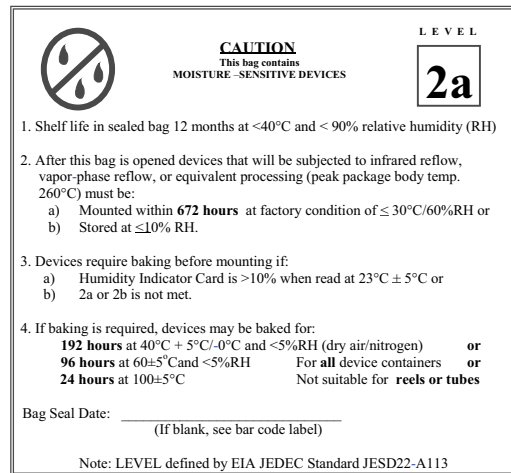 LEVEL
CAUTION
This bag contains
MOISTURE –SENSITIVE DEVICES
2a
1. Shelf life in sealed bag 12 months at <40°C and < 90% relative humidity (RH)
2. After this bag is opened devices that will be subjected to infrared reflow,
vapor-phase reflow, or equivalent processing (peak package body temp.
260°C) must be:
a) Mounted within 672 hours at factory condition of ≤ 30°C/60%RH or
b) Stored at ≤10% RH.
3. Devices require baking before mounting if:
a) Humidity Indicator Card is >10% when read at 23°C ± 5°C or
b) 2a or 2b is not met.
4. If baking is required, devices may be baked for:
192 hours at 40°C + 5°C/-0°C and <5%RH (dry air/nitrogen) or
96 hours at 60±5°Cand <5%RH For all device containers or
24 hours at 100±5°C Not suitable for reels or tubes
Bag Seal Date: ______________________________
(If blank, see bar code label)
Note: LEVEL defined by EIA JEDEC Standard JESD22-A113